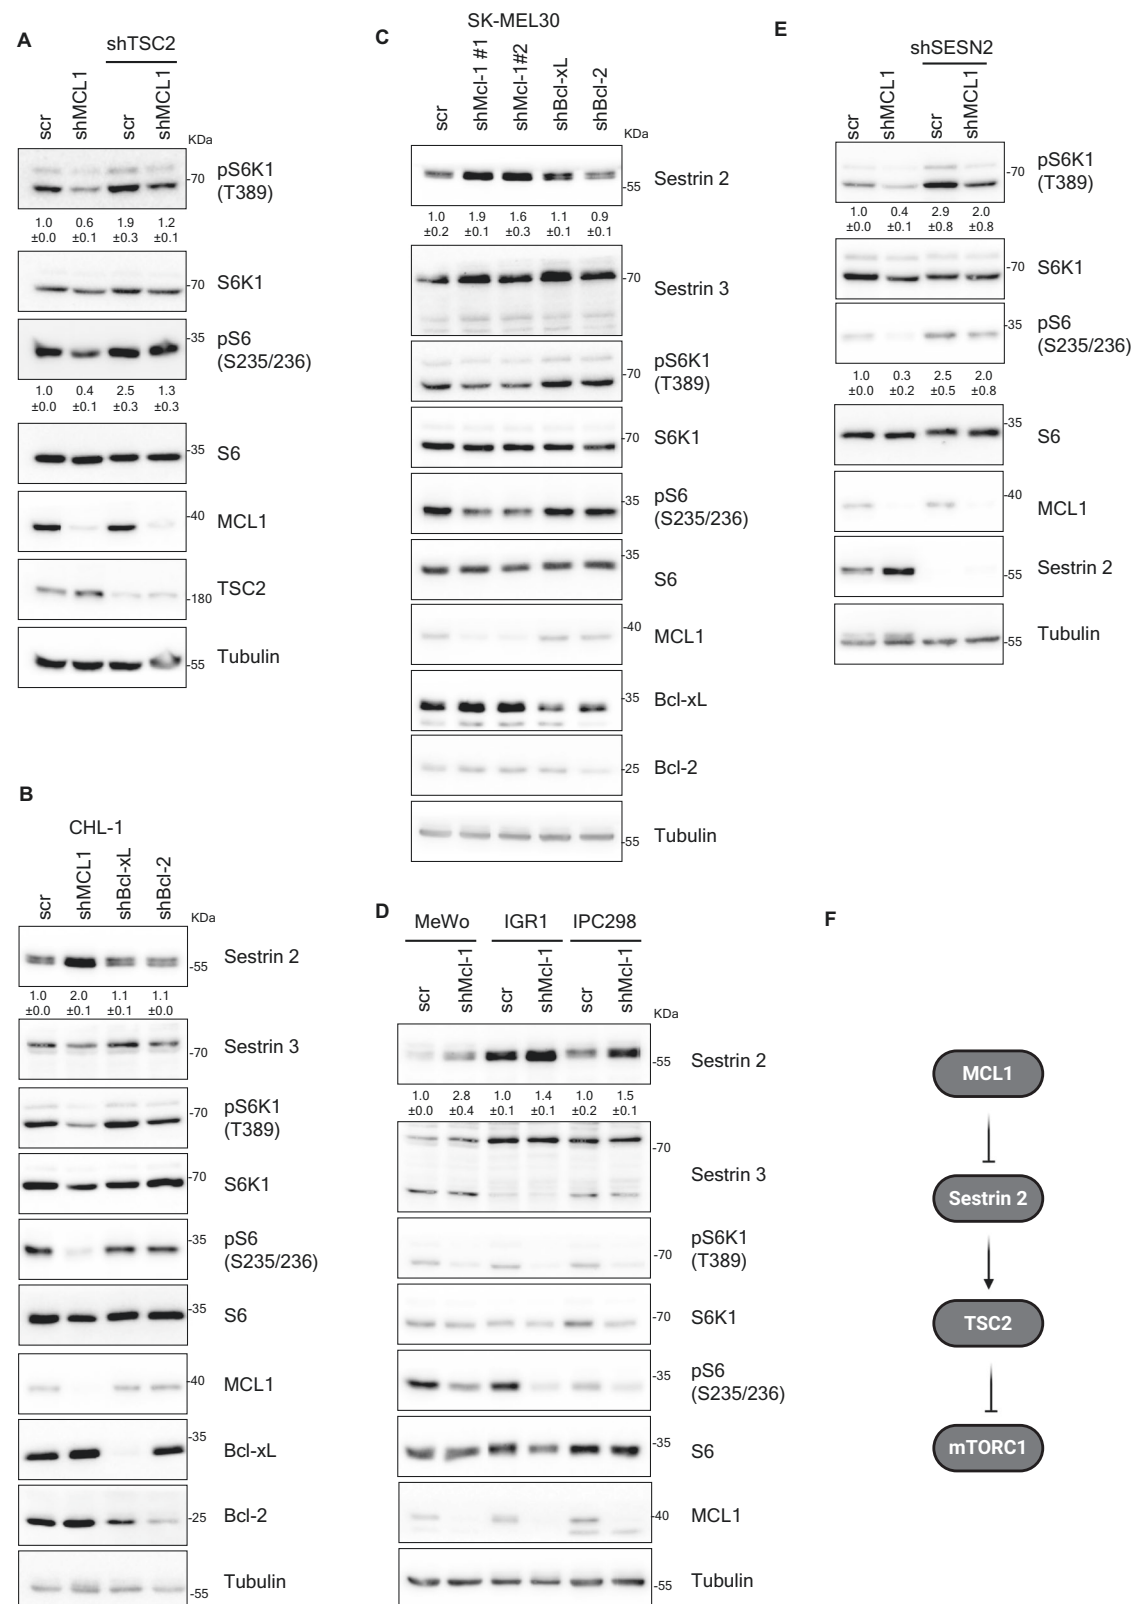 A
shTSC2
scr
shMCL1
scr
shMCL1
KDa
-70
pS6K1
(T389)
1.0 0.6 1.9 1.2
±0.0 ±0.1 ±0.3 ±0.1
-70
S6K1
-35
pS6
(S235/236)
1.0 0.4 2.5 1.3
±0.0 ±0.1 ±0.3 ±0.3
-35
S6
-40
MCL1
-180
TSC2
-55
Tubulin
B
CHL-1
scr
shMCL1
shBcl-xL
shBcl-2
KDa
-55
Sestrin 2
1.0 2.0 1.1 1.1
±0.0 ±0.1 ±0.1 ±0.0
-70
Sestrin 3
-70
pS6K1
(T389)
-70
S6K1
-35
pS6
(S235/236)
-35
S6
-40
MCL1
-35
Bcl-xL
-25
Bcl-2
-55
Tubulin
C
SK-MEL30
scr
shMcl-1 #1
shMcl-1#2
shBcl-xL
shBcl-2
KDa
-55
Sestrin 2
1.0 1.9 1.6 1.1 0.9
±0.2 ±0.1 ±0.3 ±0.1 ±0.1
-70
Sestrin 3
-70
pS6K1
(T389)
-70
S6K1
-35
pS6
(S235/236)
-35
S6
-40
MCL1
-35
Bcl-xL
-25
Bcl-2
-55
Tubulin
D
MeWo IGR1 IPC298
scr
shMcl-1
scr
shMcl-1
scr
shMcl-1
KDa
-55
Sestrin 2
1.0 2.8 1.0 1.4 1.0 1.5
±0.0 ±0.4 ±0.1 ±0.1 ±0.2 ±0.1
-70
Sestrin 3
-70
pS6K1
(T389)
-70
S6K1
-35
pS6
(S235/236)
-35
S6
-40
MCL1
-55
Tubulin
E
shSESN2
scr
shMCL1
scr
shMCL1
-70
pS6K1
(T389)
1.0 0.4 2.9 2.0
±0.0 ±0.1 ±0.8 ±0.8
-70
S6K1
-35
pS6
(S235/236)
1.0 0.3 2.5 2.0
±0.0 ±0.2 ±0.5 ±0.8
-35
S6
-40
MCL1
-55
Sestrin 2
-55
Tubulin
F
MCL1
Sestrin 2
TSC2
mTORC1